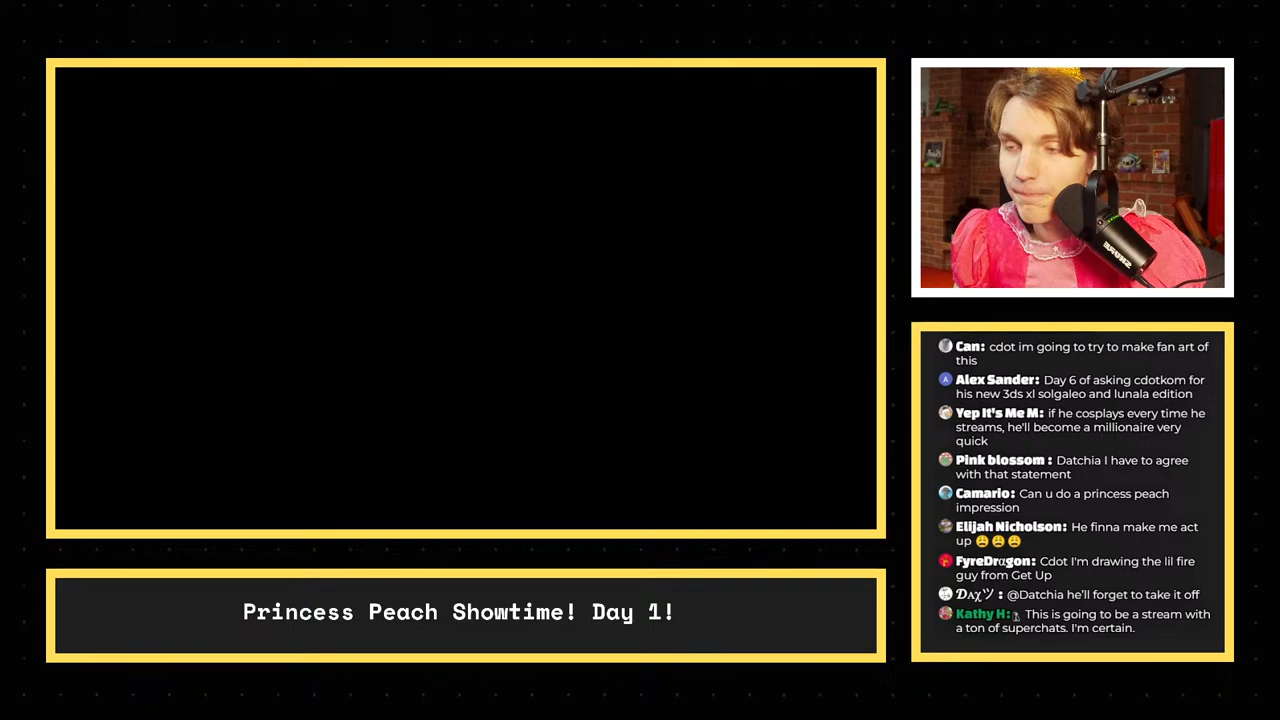 SHURE
Can: cdot im going to try to make fan art of
this
A Alex Sander: Day 6 of asking cdotkom for
his new 3ds xl solgaleo and lunala edition
Yep It's Me M: if he cosplays every time he
streams, he'll become a millionaire very
quick
Pink blossom : Datchia I have to agree
with that statement
Camario: Can u do a princess peach
impression
Elijah Nicholson: He finna make me act
up 😩😩😩
FyreDrαgon: Cdot I'm drawing the lil fire
guy from Get Up
Dᴀχツ : @Datchia he'll forget to take it off
Kathy H: This is going to be a stream with
a ton of superchats. I'm certain.
Princess Peach Showtime! Day 1!